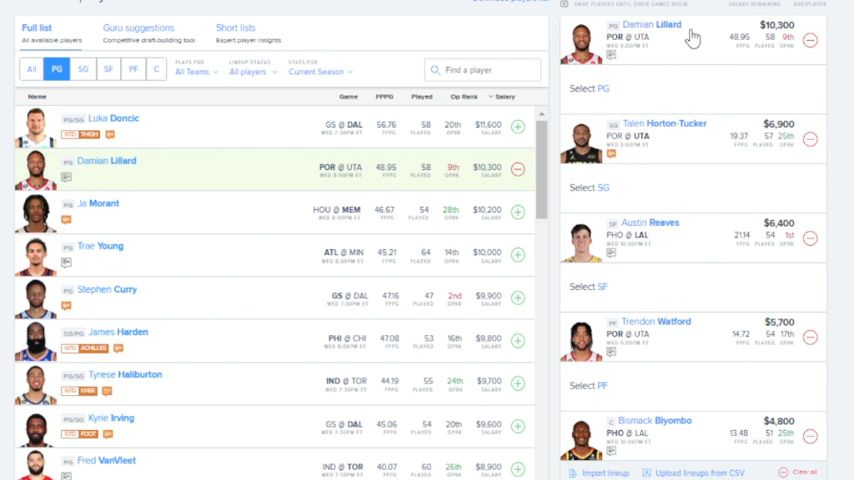 SWAP PLAYERS UNTIL THEIR GAMES BEGIN
SALARY REMAINING
AVG/PLAYER
Full list
All available players
Guru suggestions
Competitive draft-building tool
Short lists
Expert player insights
All PG SG SF PF C
PLAYS FOR
All Teams
LINEUP STATUS
All players
STATS FOR
Current Season
Find a player
Name Game FPPG Played Op Rank Salary
PG/SG Luka Doncic
GTD THIGH
GS @ DAL 56.76 58 20th $11,600
WED 7:30PM ET FPPG PLAYED OPRK SALARY
PG Damian Lillard
POR @ UTA 48.95 58 9th $10,300
WED 9:00PM ET FPPG PLAYED OPRK SALARY
PG Ja Morant
HOU @ MEM 46.67 54 28th $10,200
WED 8:00PM ET FPPG PLAYED OPRK SALARY
PG Trae Young
ATL @ MIN 45.21 64 14th $10,000
WED 8:00PM ET FPPG PLAYED OPRK SALARY
PG Stephen Curry
GS @ DAL 47.16 47 2nd $9,900
WED 7:30PM ET FPPG PLAYED OPRK SALARY
SG/PG James Harden
GTD ACHILLES
PHI @ CHI 47.08 53 16th $9,800
WED 8:00PM ET FPPG PLAYED OPRK SALARY
PG Tyrese Haliburton
GTD KNEE
IND @ TOR 44.19 55 24th $9,700
WED 7:30PM ET FPPG PLAYED OPRK SALARY
PG/SG Kyrie Irving
GTD FOOT
GS @ DAL 45.06 54 20th $9,600
WED 7:30PM ET FPPG PLAYED OPRK SALARY
PG Fred VanVleet
IND @ TOR 40.07 60 26th $8,900
WED 7:30PM ET FPPG PLAYED OPRK SALARY
PG Damian Lillard $10,300
POR @ UTA 48.95 58 9th
WED 9:00PM ET FPPG PLAYED OPRK
Select PG
SG Talen Horton-Tucker $6,900
POR @ UTA 19.37 57 25th
WED 9:00PM ET FPPG PLAYED OPRK
Select SG
SF Austin Reaves $6,400
PHO @ LAL 21.14 54 1st
WED 10:00PM ET FPPG PLAYED OPRK
Select SF
PF Trendon Watford $5,700
POR @ UTA 14.72 54 17th
WED 9:00PM ET FPPG PLAYED OPRK
Select PF
C Bismack Biyombo $4,800
PHO @ LAL 13.48 51 25th
WED 10:00PM ET FPPG PLAYED OPRK
Import lineup
Upload lineups from CSV
Clear all